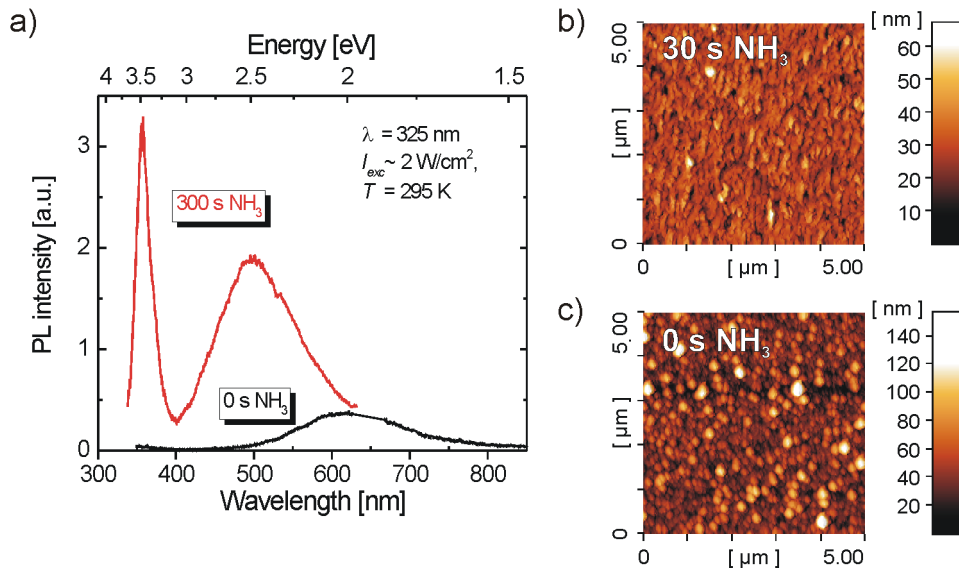 a)
Energy [eV]
4 3.5 3 2.5 2 1.5
3
2
1
0
PL intensity [a.u.]
λ = 325 nm
I_exc ~ 2 W/cm²,
T = 295 K
300 s NH₃
0 s NH₃
300 400 500 600 700 800
Wavelength [nm]
b)
30 s NH₃
5.00
[ µm ]
0
0 [ µm ] 5.00
[ nm ]
60
50
40
30
20
10
c)
0 s NH₃
5.00
[ µm ]
0
0 [ µm ] 5.00
[ nm ]
140
120
100
80
60
40
20